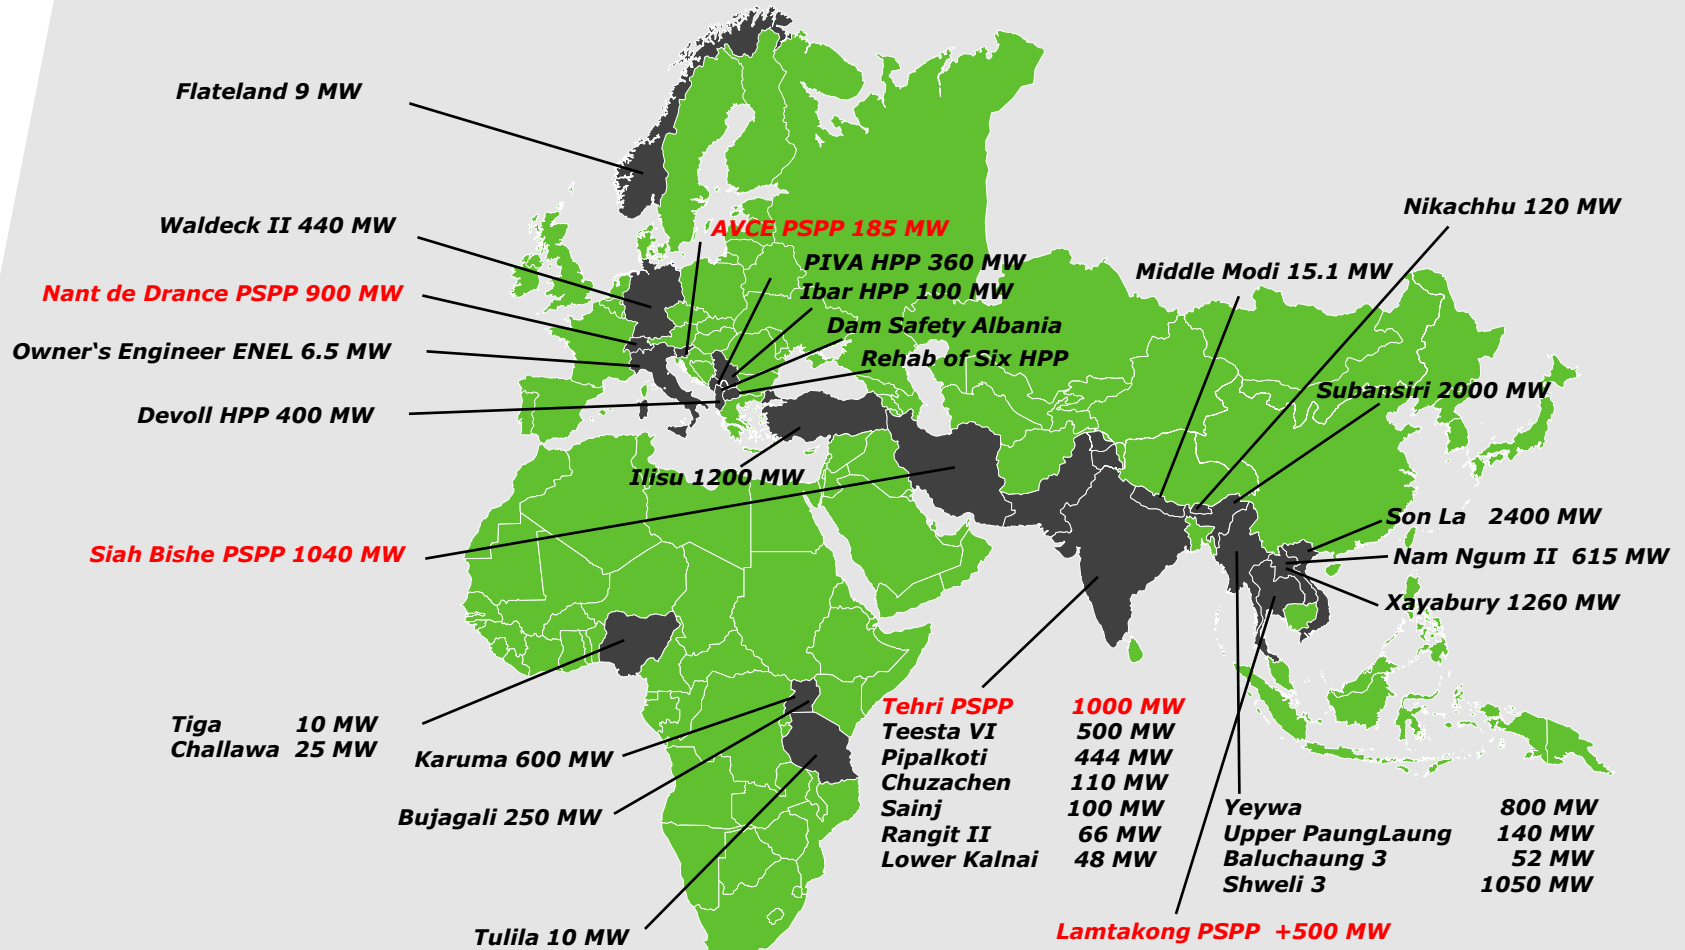 Flateland 9 MW
Waldeck II 440 MW
Nant de Drance PSPP 900 MW
Owner‘s Engineer ENEL 6.5 MW
Devoll HPP 400 MW
AVCE PSPP 185 MW
PIVA HPP 360 MW
Ibar HPP 100 MW
Dam Safety Albania
Rehab of Six HPP
Nikachhu 120 MW
Middle Modi 15.1 MW
Subansiri 2000 MW
Ilisu 1200 MW
Siah Bishe PSPP 1040 MW
Son La 2400 MW
Nam Ngum II 615 MW
Xayabury 1260 MW
Tiga 10 MW
Challawa 25 MW
Karuma 600 MW
Bujagali 250 MW
Tulila 10 MW
Tehri PSPP 1000 MW
Teesta VI 500 MW
Pipalkoti 444 MW
Chuzachen 110 MW
Sainj 100 MW
Rangit II 66 MW
Lower Kalnai 48 MW
Yeywa 800 MW
Upper PaungLaung 140 MW
Baluchaung 3 52 MW
Shweli 3 1050 MW
Lamtakong PSPP +500 MW